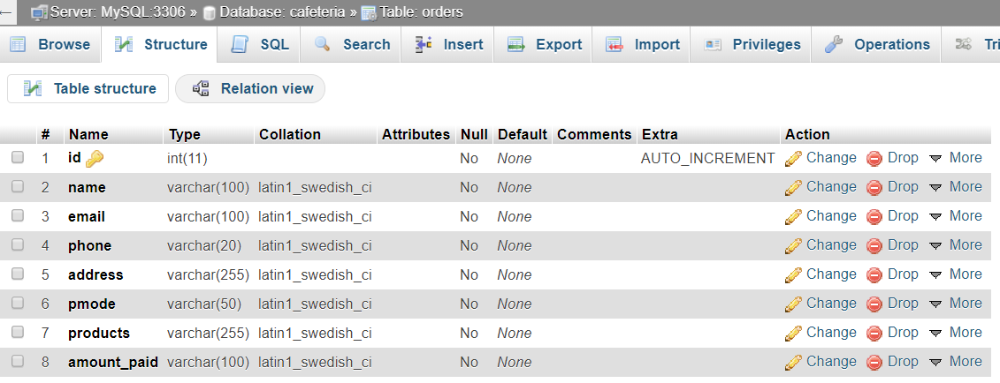 Server: MySQL:3306 » Database: cafeteria » Table: orders
Browse Structure SQL Search Insert Export Import Privileges Operations Tri
Table structure Relation view
# Name Type Collation Attributes Null Default Comments Extra Action
1 id int(11) No None AUTO_INCREMENT Change Drop More
2 name varchar(100) latin1_swedish_ci No None Change Drop More
3 email varchar(100) latin1_swedish_ci No None Change Drop More
4 phone varchar(20) latin1_swedish_ci No None Change Drop More
5 address varchar(255) latin1_swedish_ci No None Change Drop More
6 pmode varchar(50) latin1_swedish_ci No None Change Drop More
7 products varchar(255) latin1_swedish_ci No None Change Drop More
8 amount_paid varchar(100) latin1_swedish_ci No None Change Drop More